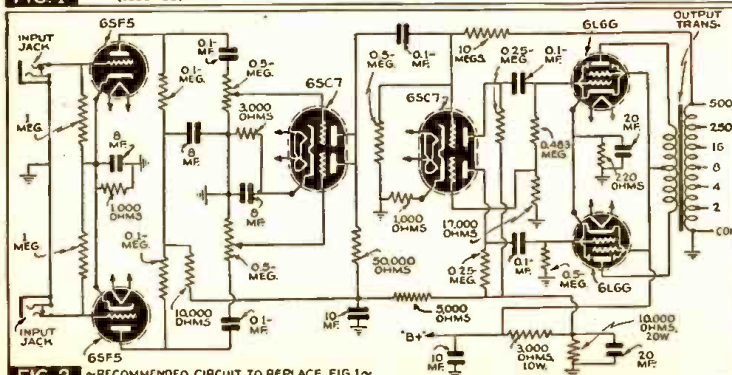 FIG. 1
6SF5
INPUT JACK
0.1-MEG.
0.1-MF.
0.5-MEG.
3,000 OHMS
6SC7
0.5-MEG.
0.1-MF.
10 MEGS.
6SC7
0.25-MEG.
0.1-MF.
6L6G
OUTPUT TRANS.
500
250
16
8
4
2
COM
1 MEG.
8 MF.
1,000 OHMS
8 MF.
8 MF.
1,000 OHMS
17,000 OHMS
0.483 MEG.
20 MF.
220 OHMS
1 MEG.
0.1-MEG.
10,000 OHMS
0.5-MEG.
0.1-MF.
50,000 OHMS
10 MF.
0.25-MEG.
0.1-MF.
0.5-MEG.
6L6G
5,000 OHMS
INPUT JACK
6SF5
"B+"
10 MF.
3,000 OHMS, 10W.
10,000 OHMS, 20W
20 MF.
FIG. 2 ~RECOMMENDED CIRCUIT TO REPLACE FIG. 1~